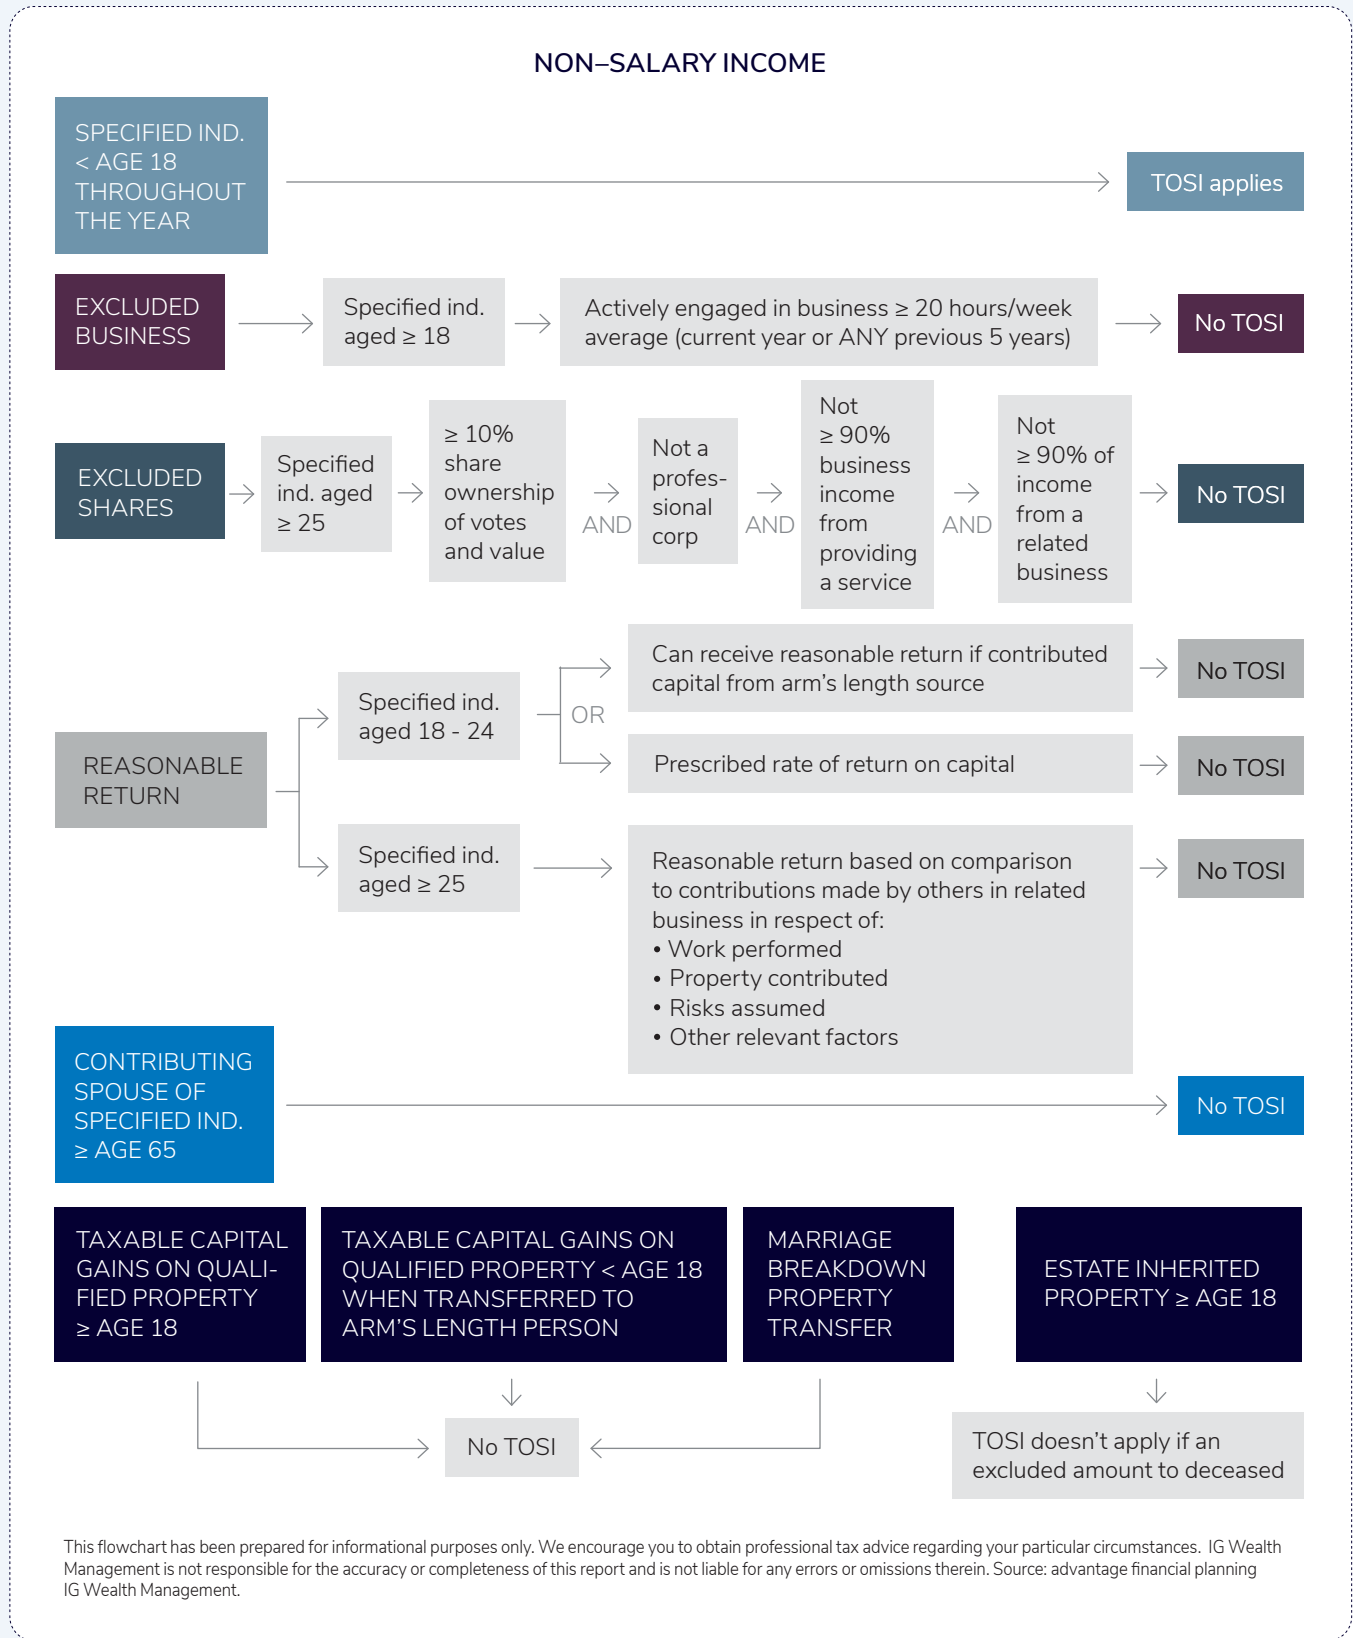 NON–SALARY INCOME
SPECIFIED IND.
< AGE 18
THROUGHOUT
THE YEAR
TOSI applies
EXCLUDED
BUSINESS
Specified ind.
aged ≥ 18
Actively engaged in business ≥ 20 hours/week
average (current year or ANY previous 5 years)
No TOSI
EXCLUDED
SHARES
Specified
ind. aged
≥ 25
≥ 10%
share
ownership
of votes
and value
AND
Not a
profes-
sional
corp
AND
Not
≥ 90%
business
income
from
providing
a service
AND
Not
≥ 90% of
income
from a
related
business
No TOSI
REASONABLE
RETURN
Specified ind.
aged 18 - 24
OR
Can receive reasonable return if contributed
capital from arm’s length source
No TOSI
Prescribed rate of return on capital
No TOSI
Specified ind.
aged ≥ 25
Reasonable return based on comparison
to contributions made by others in related
business in respect of:
• Work performed
• Property contributed
• Risks assumed
• Other relevant factors
No TOSI
CONTRIBUTING
SPOUSE OF
SPECIFIED IND.
≥ AGE 65
No TOSI
TAXABLE CAPITAL
GAINS ON QUALI-
FIED PROPERTY
≥ AGE 18
TAXABLE CAPITAL GAINS ON
QUALIFIED PROPERTY < AGE 18
WHEN TRANSFERRED TO
ARM’S LENGTH PERSON
MARRIAGE
BREAKDOWN
PROPERTY
TRANSFER
ESTATE INHERITED
PROPERTY ≥ AGE 18
No TOSI
TOSI doesn’t apply if an
excluded amount to deceased
This flowchart has been prepared for informational purposes only. We encourage you to obtain professional tax advice regarding your particular circumstances. IG Wealth
Management is not responsible for the accuracy or completeness of this report and is not liable for any errors or omissions therein. Source: advantage financial planning
IG Wealth Management.